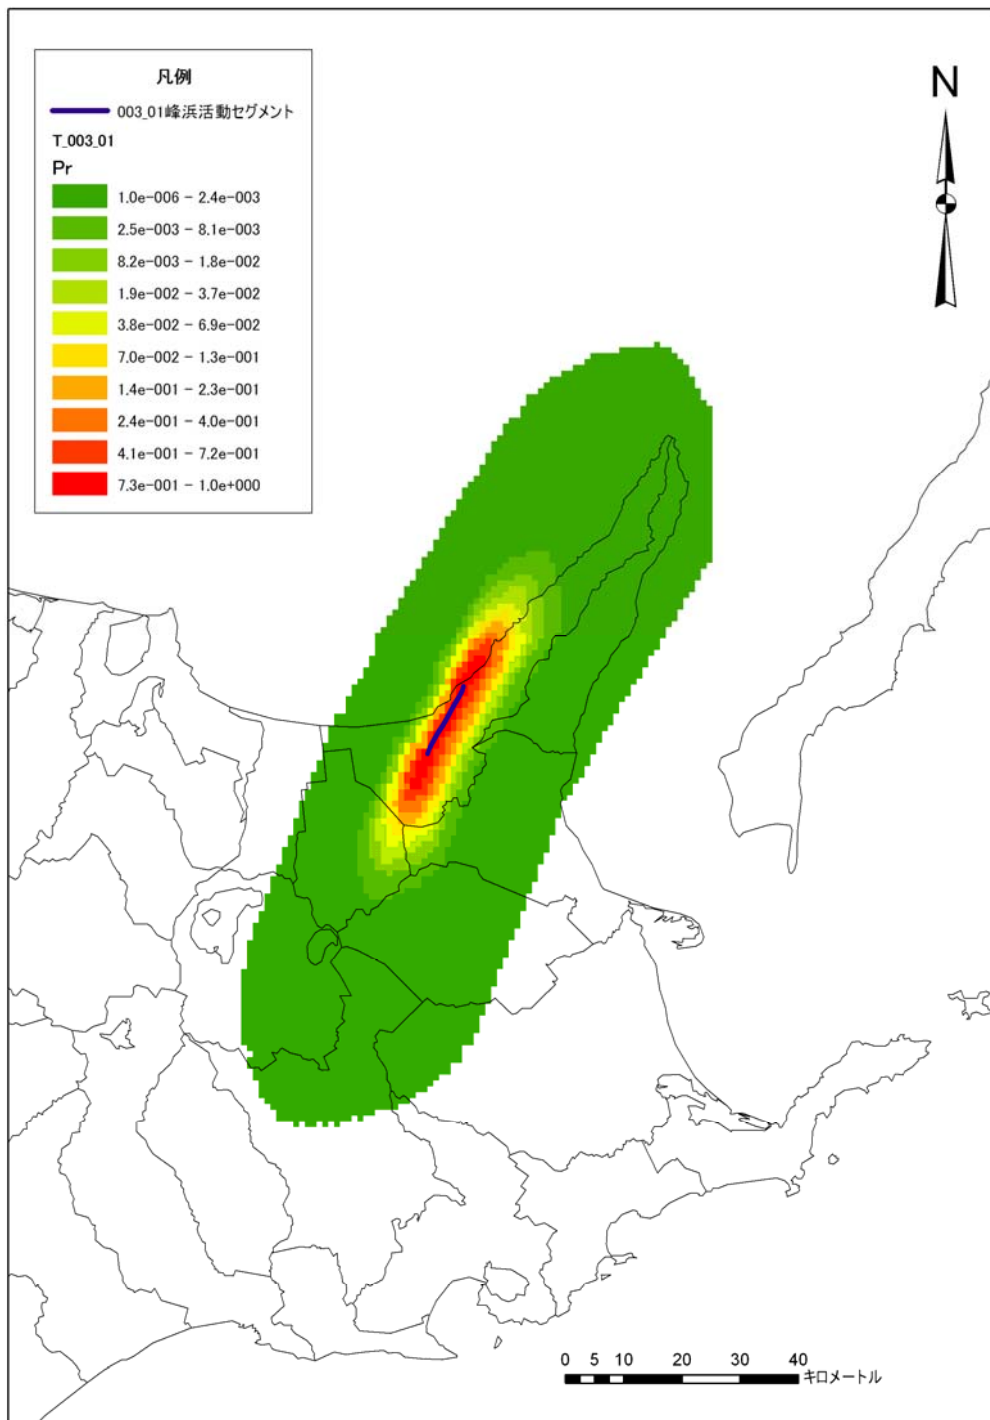 凡例
003_01峰浜活動セグメント
T_003_01
Pr
1.0e-006 - 2.4e-003
2.5e-003 - 8.1e-003
8.2e-003 - 1.8e-002
1.9e-002 - 3.7e-002
3.8e-002 - 6.9e-002
7.0e-002 - 1.3e-001
1.4e-001 - 2.3e-001
2.4e-001 - 4.0e-001
4.1e-001 - 7.2e-001
7.3e-001 - 1.0e+000
N
0 5 10 20 30 40
キロメートル